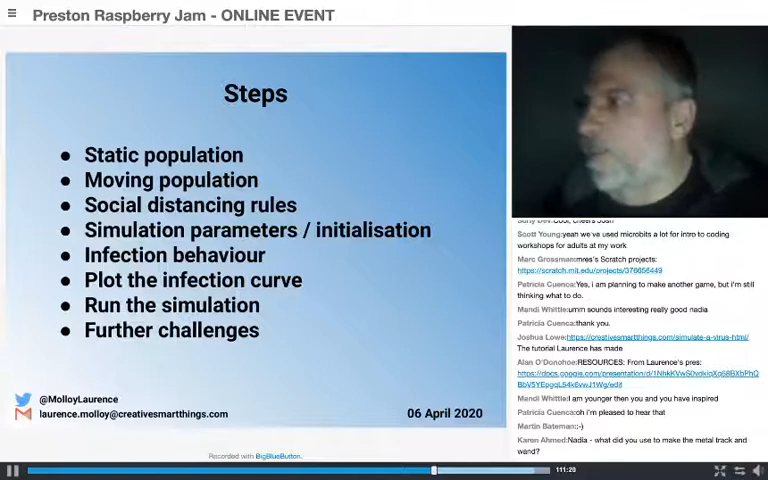 Preston Raspberry Jam - ONLINE EVENT
Steps
● Static population
● Moving population
● Social distancing rules
● Simulation parameters / initialisation
● Infection behaviour
● Plot the infection curve
● Run the simulation
● Further challenges
@MolloyLaurence
laurence.molloy@creativesmartthings.com
06 April 2020
Recorded with BigBlueButton.
Scott Young:yeah we've used microbits a lot for intro to coding
workshops for adults at my work
Marc Grossman:mres's Scratch projects:
https://scratch.mit.edu/projects/376656449
Patricia Cuenca:Yes, i am planning to make another game, but i'm still
thinking what to do.
Mandi Whittle:umm sounds interesting really good nadia
Patricia Cuenca:thank you.
Joshua Lowe:https://creativesmartthings.com/simulate-a-virus-html/
The tutorial Laurence has made
Alan O'Donohoe:RESOURCES: From Laurence's pres:
Mandi Whittle:I am younger then you and you have inspired
Patricia Cuenca:oh i'm pleased to hear that
Martin Bateman::-)
Karen Ahmed:Nadia - what did you use to make the metal track and
wand?
111:20